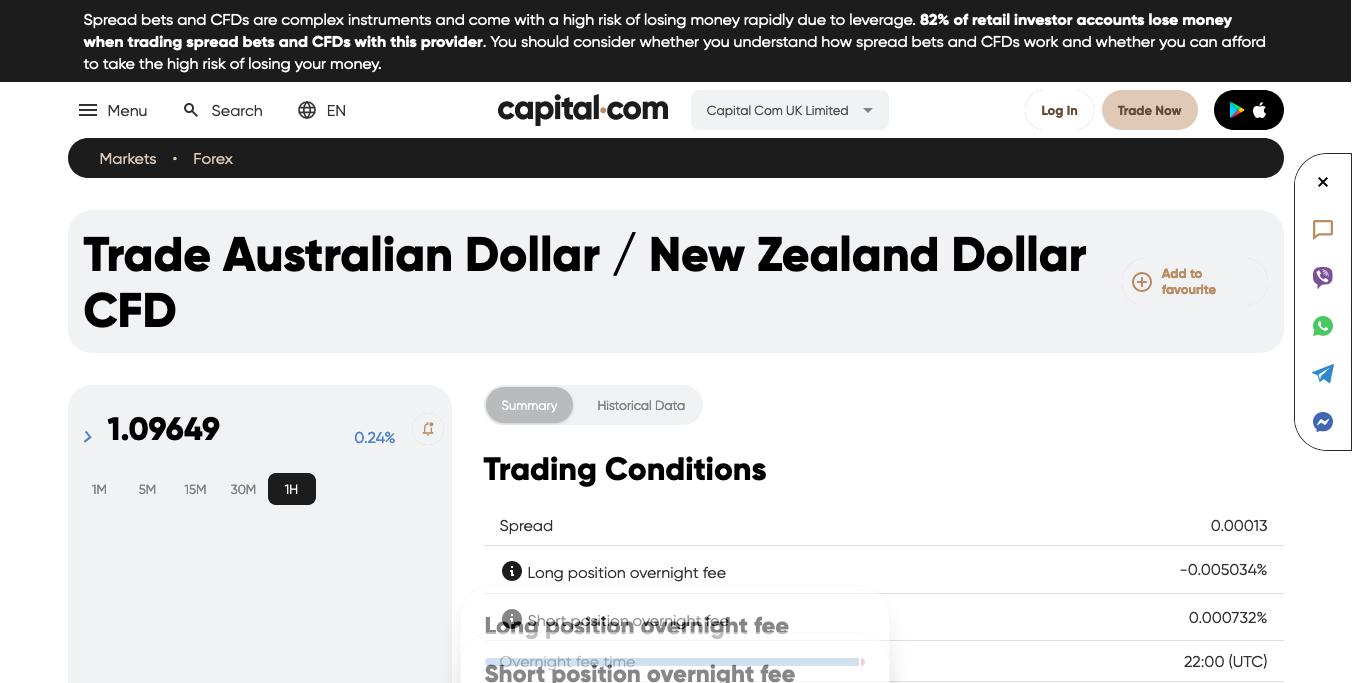 Spread bets and CFDs are complex instruments and come with a high risk of losing money rapidly due to leverage. 82% of retail investor accounts lose money
when trading spread bets and CFDs with this provider. You should consider whether you understand how spread bets and CFDs work and whether you can afford
to take the high risk of losing your money.
Menu Search EN capital.com Capital Com UK Limited Log In Trade Now
Markets • Forex
Trade Australian Dollar / New Zealand Dollar
CFD
Add to
favourite
1.09649 0.24%
1M 5M 15M 30M 1H
Summary Historical Data
Trading Conditions
Spread 0.00013
Long position overnight fee -0.005034%
Short position overnight fee 0.000732%
Long position overnight fee
Overnight fee time 22:00 (UTC)
Short position overnight fee